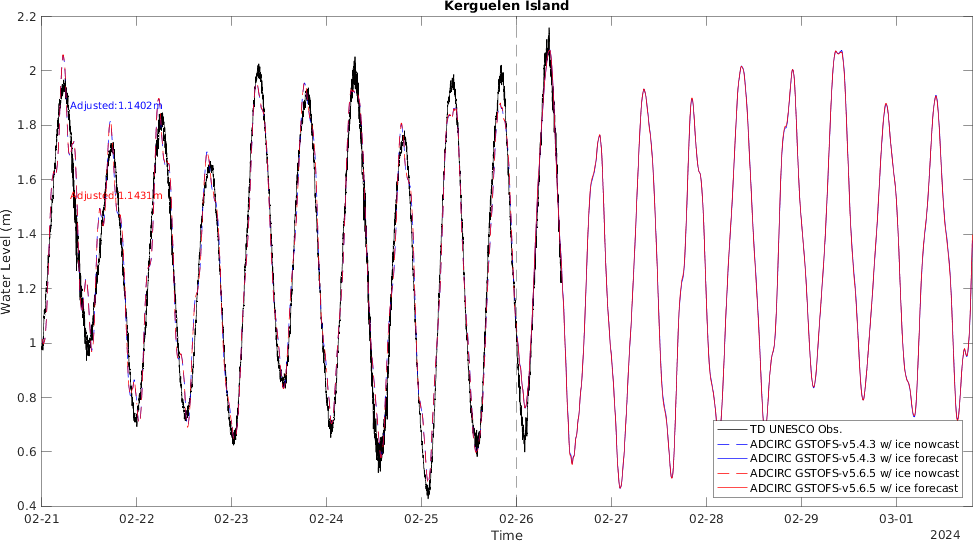 Kerguelen Island
2.2
2
1.8
1.6
1.4
1.2
1
0.8
0.6
0.4
Water Level (m)
Adjusted:1.1402m
Adjusted:1.1431m
TD UNESCO Obs.
ADCIRC GSTOFS-v5.4.3 w/ ice nowcast
ADCIRC GSTOFS-v5.4.3 w/ ice forecast
ADCIRC GSTOFS-v5.6.5 w/ ice nowcast
ADCIRC GSTOFS-v5.6.5 w/ ice forecast
02-21 02-22 02-23 02-24 02-25 02-26 02-27 02-28 02-29 03-01
Time
2024